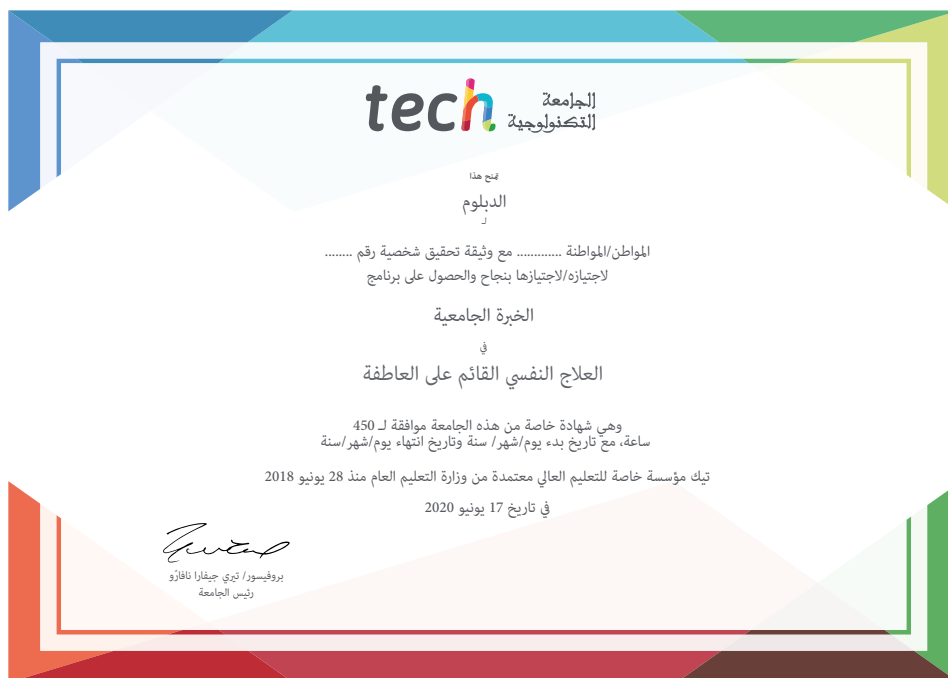 tech الجامعة
التكنولوجية
تمنح هذا
الدبلوم
لـ
المواطن/المواطنة ............ مع وثيقة تحقيق شخصية رقم ........
لاجتيازه/لاجتيازها بنجاح والحصول على برنامج
الخبرة الجامعية
في
العلاج النفسي القائم على العاطفة
وهي شهادة خاصة من هذه الجامعة موافقة لـ 450
ساعة، مع تاريخ بدء يوم/شهر/ سنة وتاريخ انتهاء يوم/شهر/سنة
تيك مؤسسة خاصة للتعليم العالي معتمدة من وزارة التعليم العام منذ 28 يونيو 2018
في تاريخ 17 يونيو 2020
بروفيسور/ تيري جيفارا نافارّو
رئيس الجامعة